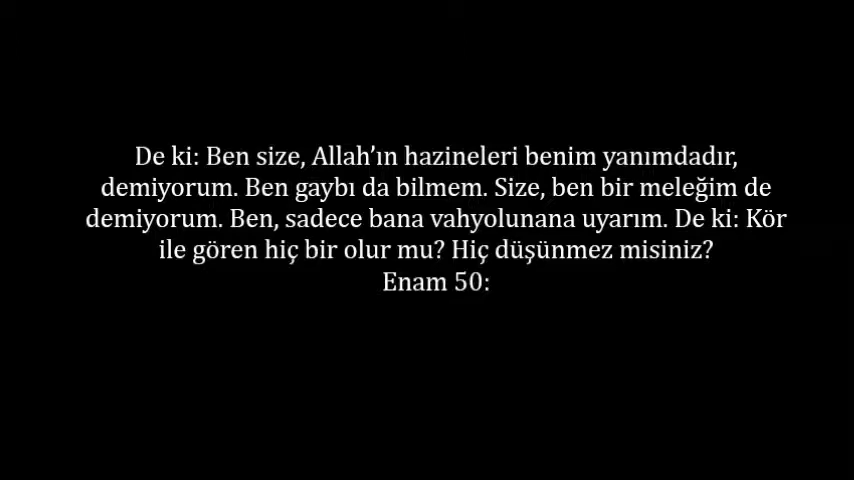 De ki: Ben size, Allah’ın hazineleri benim yanımdadır,
demiyorum. Ben gaybı da bilmem. Size, ben bir meleğim de
demiyorum. Ben, sadece bana vahyolunana uyarım. De ki: Kör
ile gören hiç bir olur mu? Hiç düşünmez misiniz?
Enam 50: